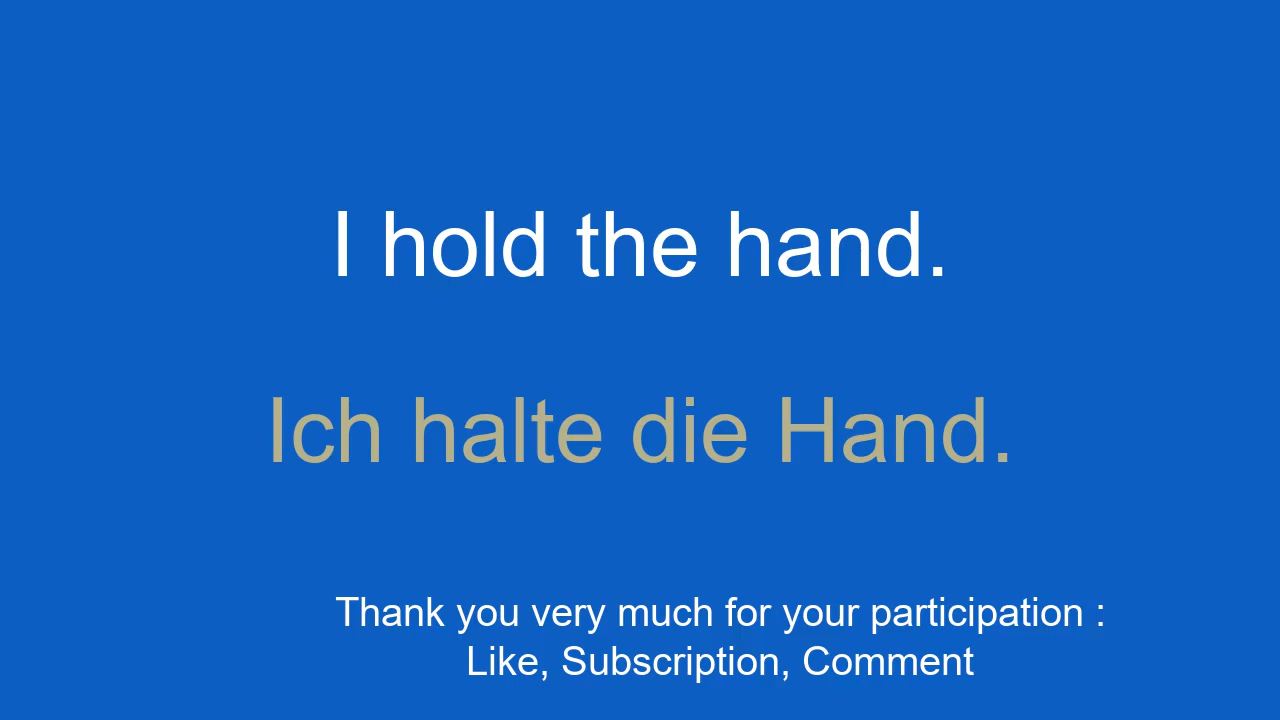 I hold the hand.
Ich halte die Hand.
Thank you very much for your participation :
Like, Subscription, Comment